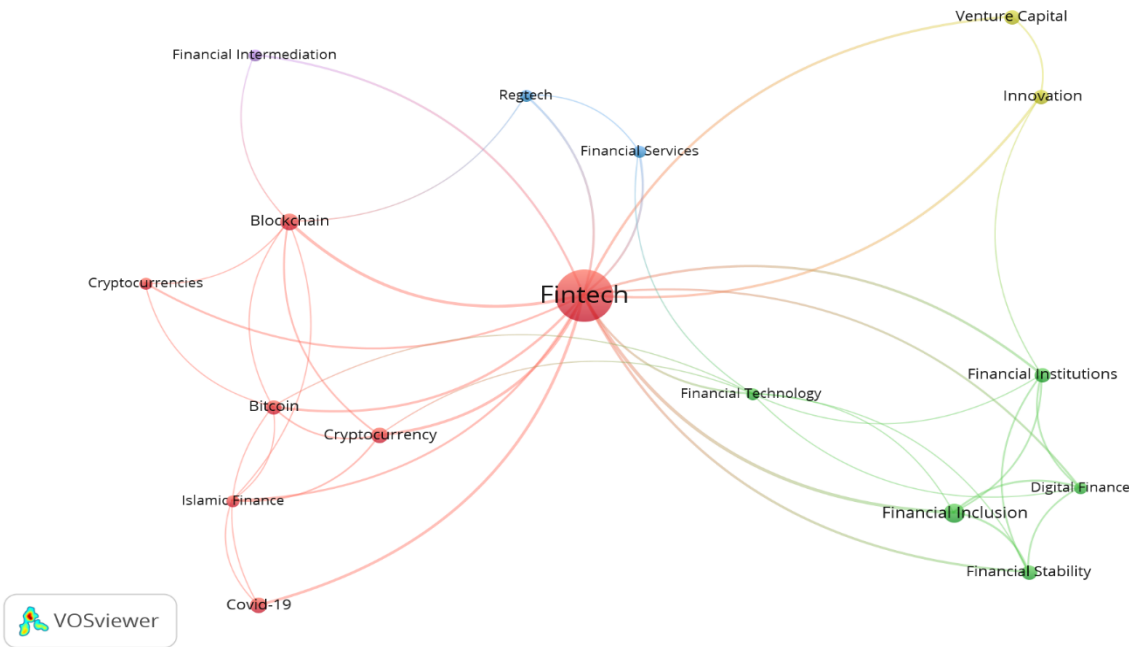 Venture Capital
Financial Intermediation
Regtech
Innovation
Financial Services
Blockchain
Cryptocurrencies
Fintech
Financial Institutions
Financial Technology
Bitcoin
Cryptocurrency
Digital Finance
Islamic Finance
Financial Inclusion
Financial Stability
Covid-19
VOSviewer